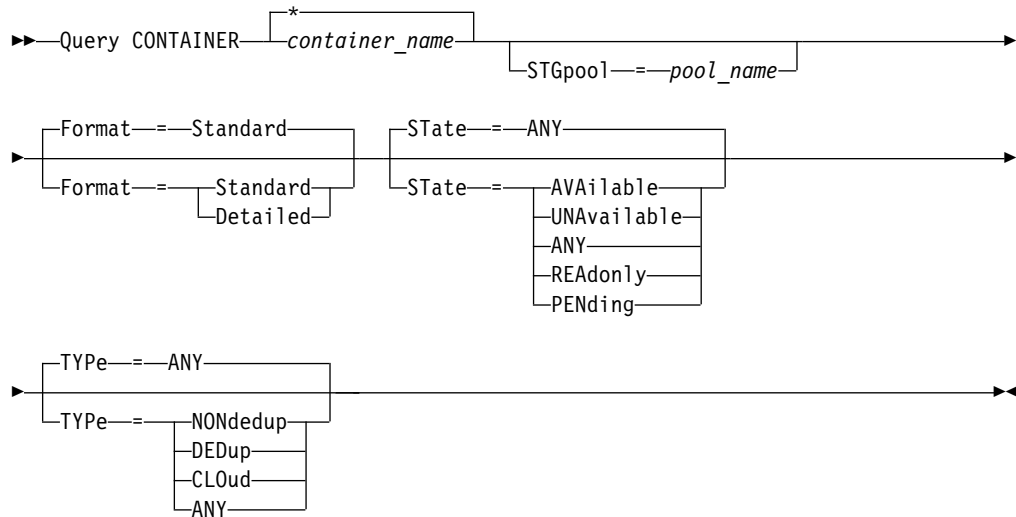 *
Query CONTAINER container_name
STGpool = pool_name
Format = Standard
Format = Standard
Detailed
STate = ANY
STate = AVAilable
UNAvailable
ANY
REAdonly
PENding
TYPe = ANY
TYPe = NONdedup
DEDup
CLOud
ANY